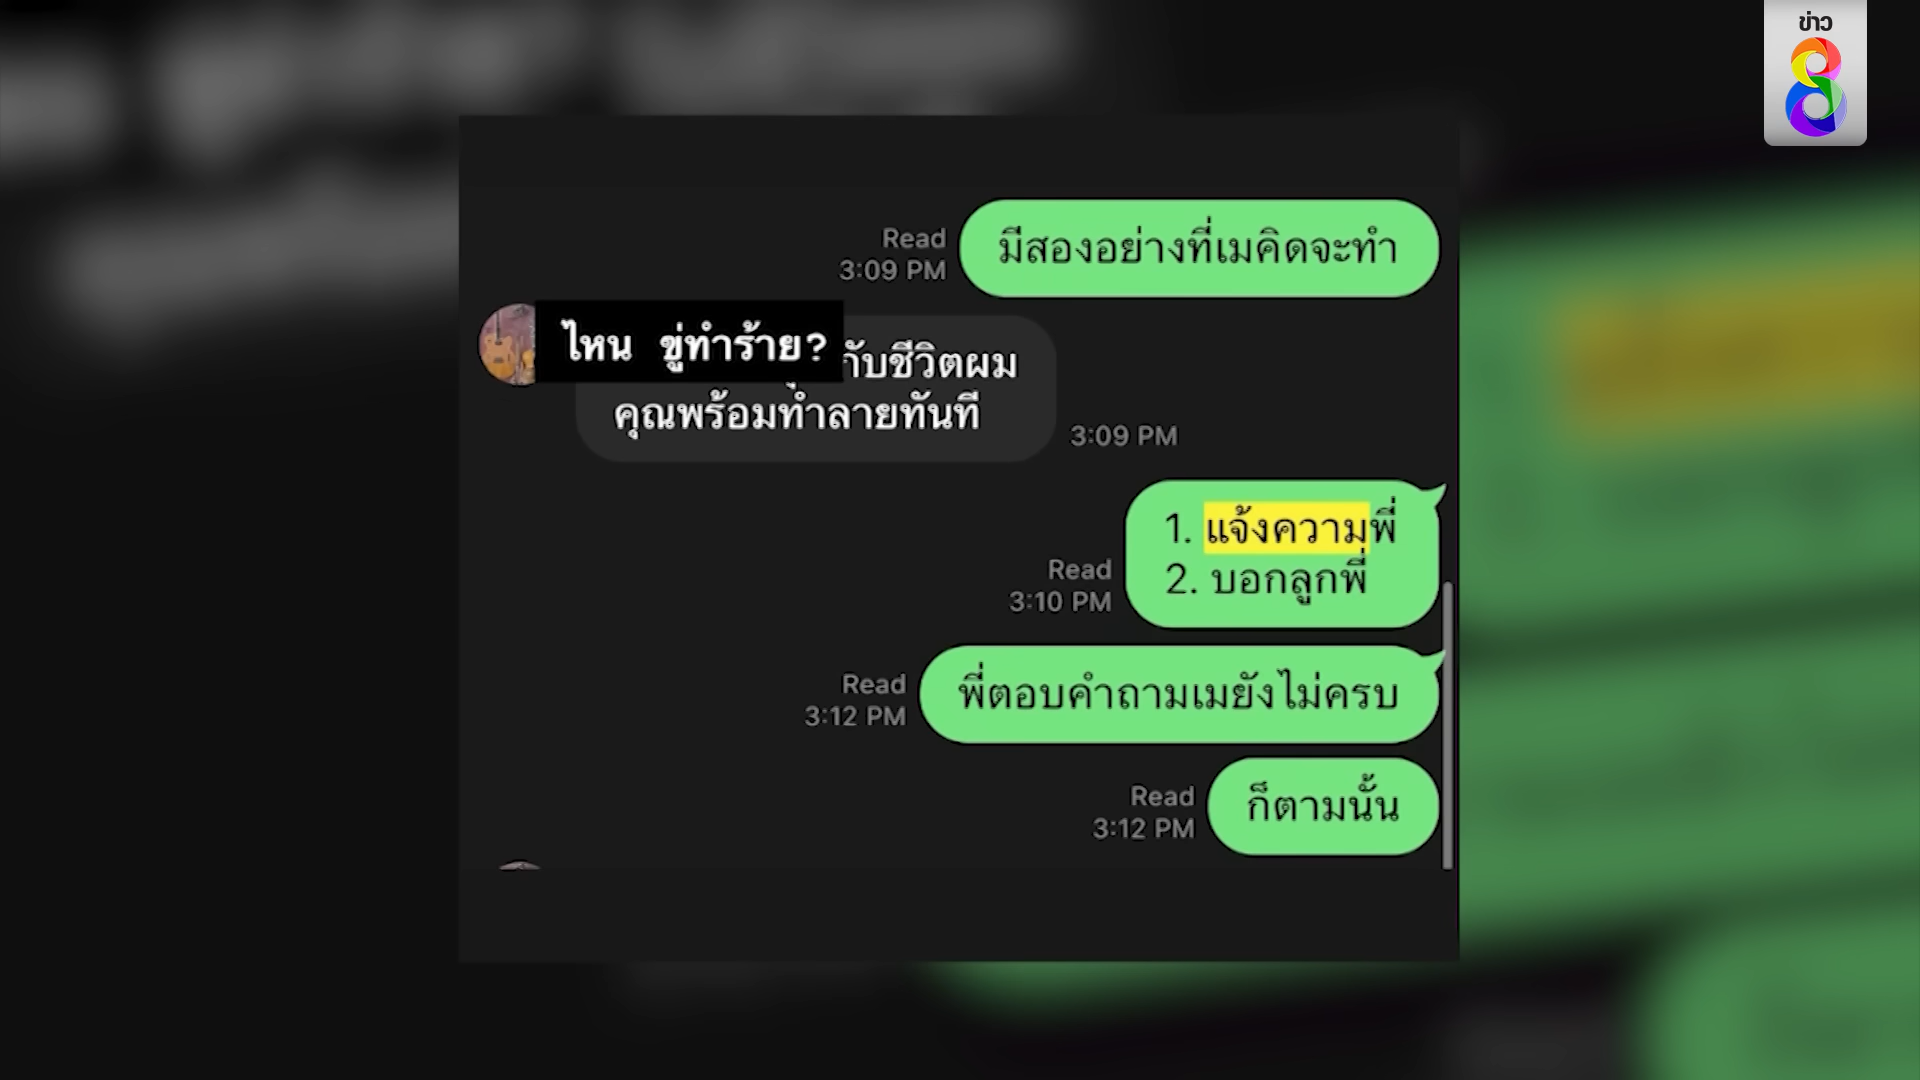 ข่าว
8
มีสองอย่างที่เมคิดจะทำ
Read
3:09 PM
ไหน ขู่ทำร้าย?
กับชีวิตผม
คุณพร้อมทำลายทันที
3:09 PM
1. แจ้งความพี่
2. บอกลูกพี่
Read
3:10 PM
พี่ตอบคำถามเมยังไม่ครบ
Read
3:12 PM
ก็ตามนั้น
Read
3:12 PM